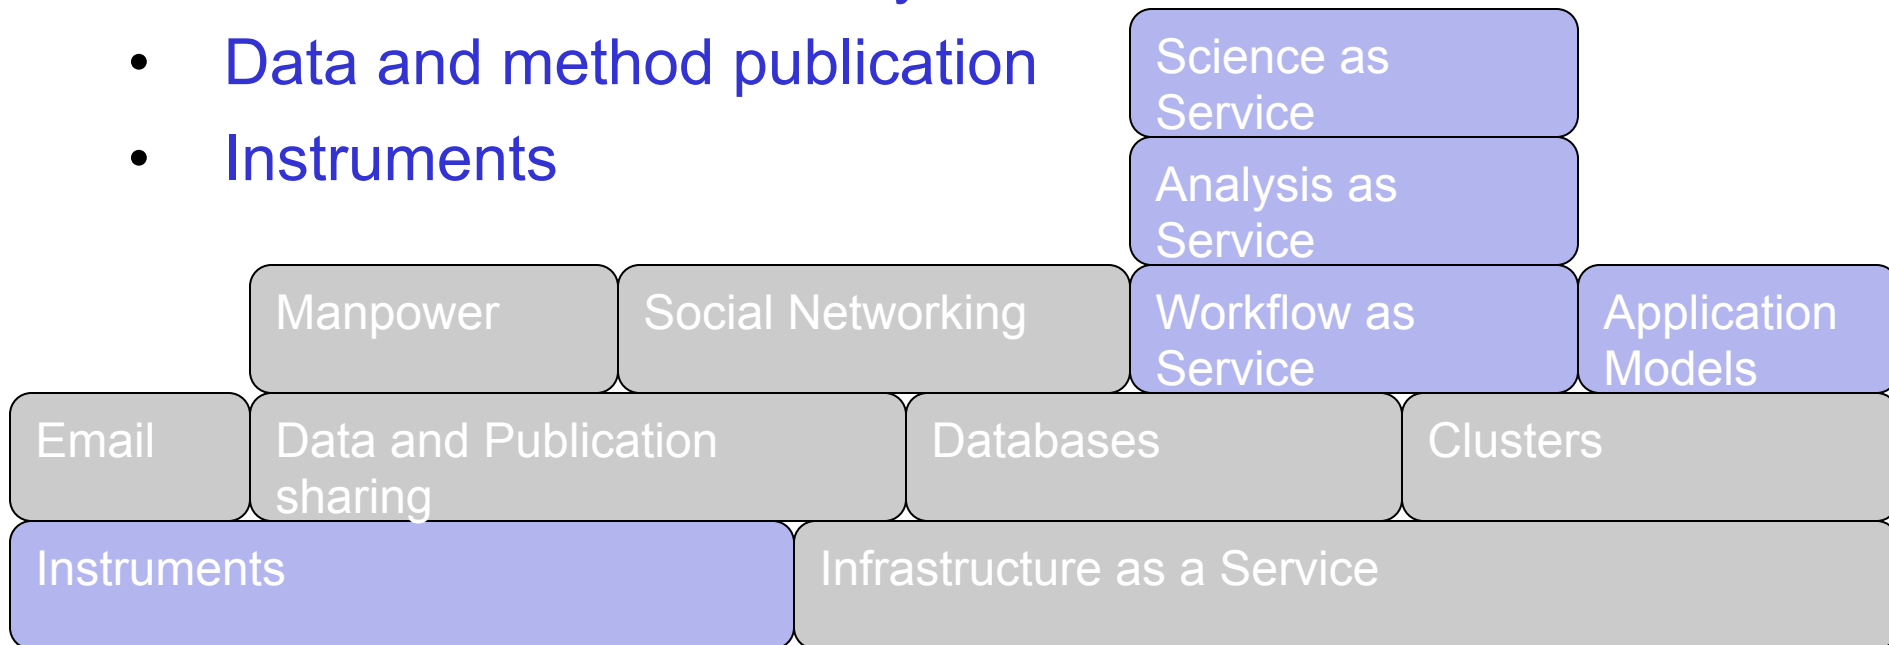 • Data and method publication
• Instruments
Science as
Service
Analysis as
Service
Manpower
Social Networking
Workflow as
Service
Application
Models
Email
Data and Publication
sharing
Databases
Clusters
Instruments
Infrastructure as a Service